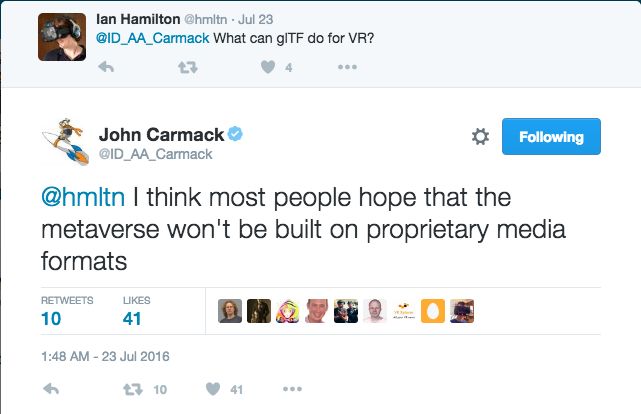 Ian Hamilton @hmltn · Jul 23
@ID_AA_Carmack What can glTF do for VR?
4
John Carmack
@ID_AA_Carmack
Following
@hmltn I think most people hope that the
metaverse won't be built on proprietary media
formats
RETWEETS LIKES
10 41
1:48 AM - 23 Jul 2016
10 41